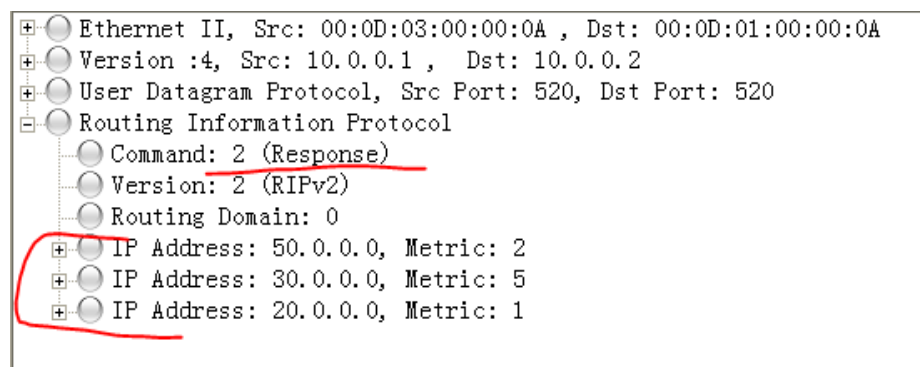 Ethernet II, Src: 00:0D:03:00:00:0A , Dst: 00:0D:01:00:00:0A
Version :4, Src: 10.0.0.1 , Dst: 10.0.0.2
User Datagram Protocol, Src Port: 520, Dst Port: 520
Routing Information Protocol
Command: 2 (Response)
Version: 2 (RIPv2)
Routing Domain: 0
IP Address: 50.0.0.0, Metric: 2
IP Address: 30.0.0.0, Metric: 5
IP Address: 20.0.0.0, Metric: 1